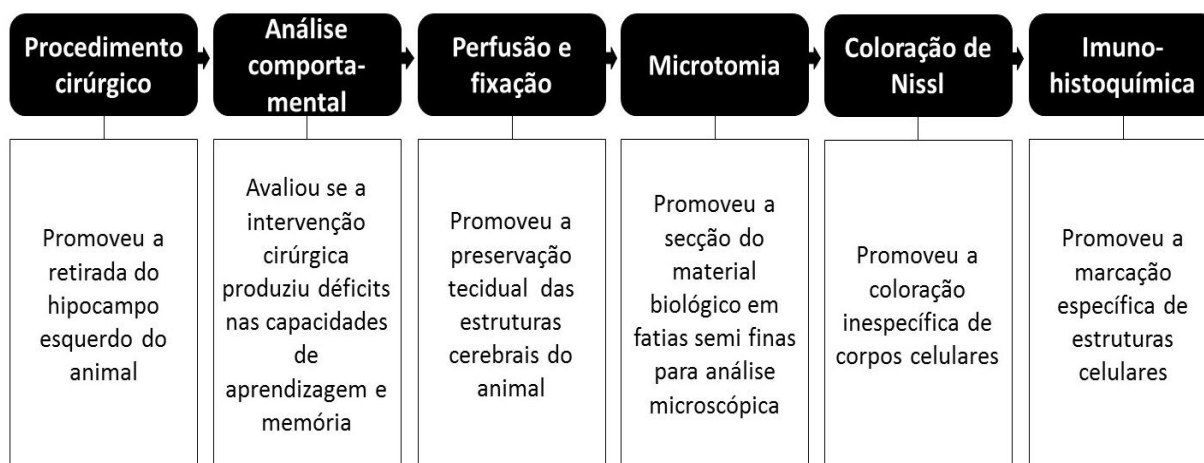 Procedimento
cirúrgico
Análise
comporta-
mental
Perfusão e
fixação
Microtomia
Coloração de
Nissl
Imuno-
histoquímica
Promoveu a
retirada do
hipocampo
esquerdo do
animal
Avaliou se a
intervenção
cirúrgica
produziu déficits
nas capacidades
de
aprendizagem e
memória
Promoveu a
preservação
tecidual das
estruturas
cerebrais do
animal
Promoveu a
secção do
material
biológico em
fatias semi finas
para análise
microscópica
Promoveu a
coloração
inespecífica de
corpos celulares
Promoveu a
marcação
específica de
estruturas
celulares